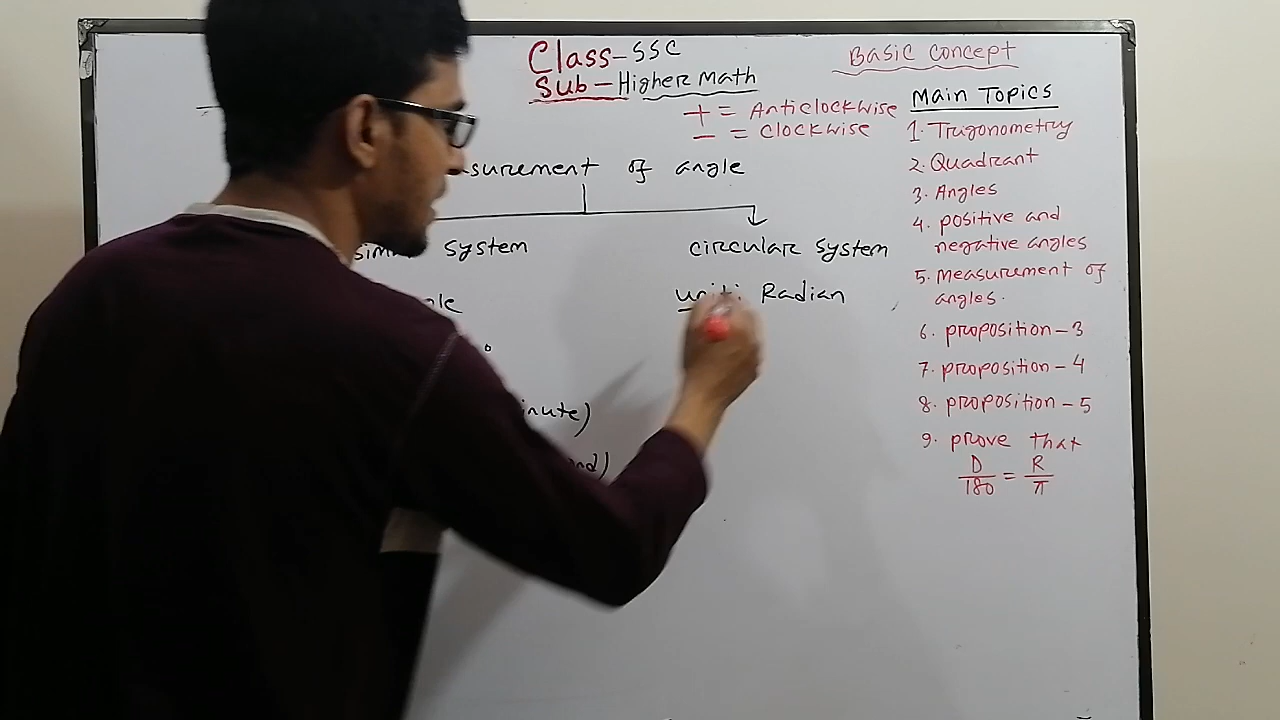 Class-SSC
Sub-Higher Math
Basic Concept
+ = Anticlockwise
- = Clockwise
surement of angle
system
circular system
unit: Radian
°
inute)
Main Topics
1. Trigonometry
2. Quadrant
3. Angles
4. positive and
negative angles
5. Measurement of
angles.
6. proposition-3
7. proposition-4
8. proposition-5
9. prove that
D/180 = R/π